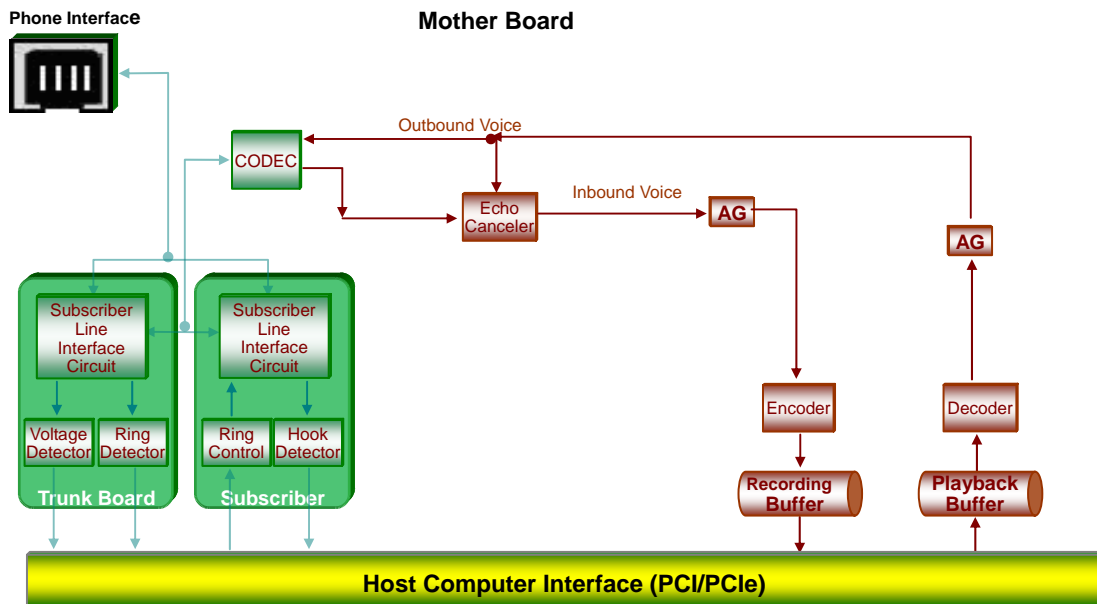 Phone Interface
Mother Board
Outbound Voice
CODEC
Inbound Voice
Echo
Canceler
AG
AG
Subscriber
Line
Interface
Circuit
Subscriber
Line
Interface
Circuit
Encoder
Decoder
Voltage
Detector
Ring
Detector
Ring
Control
Hook
Detector
Trunk Board
Subscriber
Recording
Buffer
Playback
Buffer
Host Computer Interface (PCI/PCIe)